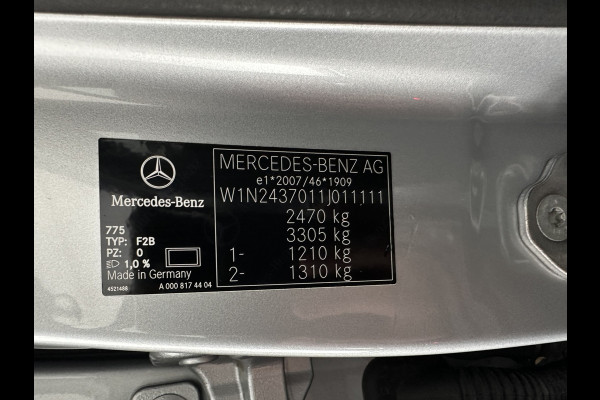 Mercedes-Benz
775
TYP: F2B
PZ: 0
1,0 %
Made in Germany
4521488
A 000 817 44 04
MERCEDES-BENZ AG
e1*2007/46*1909
W1N2437011J011111
2470 kg
3305 kg
1- 1210 kg
2- 1310 kg